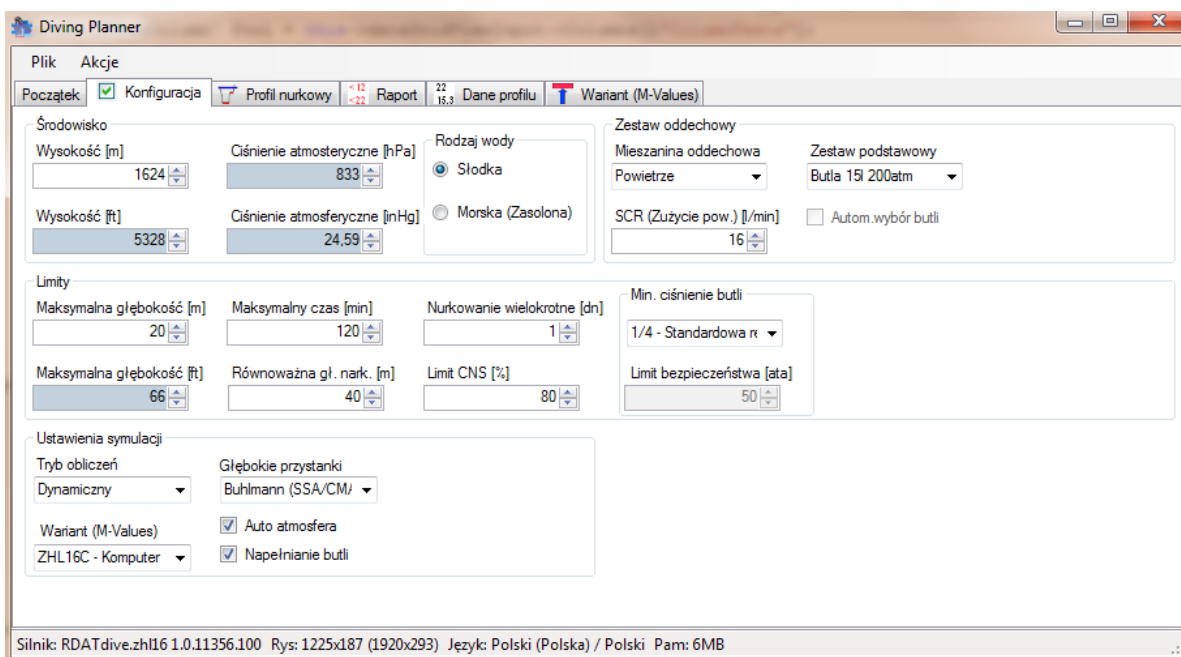 Diving Planner
Plik Akcje
Początek Konfiguracja Profil nurkowy <12 <22 Raport 22 15.3 Dane profilu Wariant (M-Values)
Środowisko
Wysokość [m] Ciśnienie atmosteryczne [hPa]
1624 833
Wysokość [ft] Ciśnienie atmosferyczne [inHg]
5328 24,59
Rodzaj wody
Słodka
Morska (Zasolona)
Zestaw oddechowy
Mieszanina oddechowa Zestaw podstawowy
Powietrze Butla 15l 200atm
SCR (Zużycie pow.) [l/min] Autom.wybór butli
16
Limity
Maksymalna głębokość [m] Maksymalny czas [min] Nurkowanie wielokrotne [dn]
20 120 1
Maksymalna głębokość [ft] Równoważna gł. nark. [m] Limit CNS [%]
66 40 80
Min. ciśnienie butli
1/4 - Standardowa re
Limit bezpieczeństwa [ata]
50
Ustawienia symulacji
Tryb obliczeń Głębokie przystanki
Dynamiczny Buhlmann (SSA/CMA
Wariant (M-Values) Auto atmosfera
ZHL16C - Komputer Napełnianie butli
Silnik: RDATdive.zhl16 1.0.11356.100 Rys: 1225x187 (1920x293) Język: Polski (Polska) / Polski Pam: 6MB